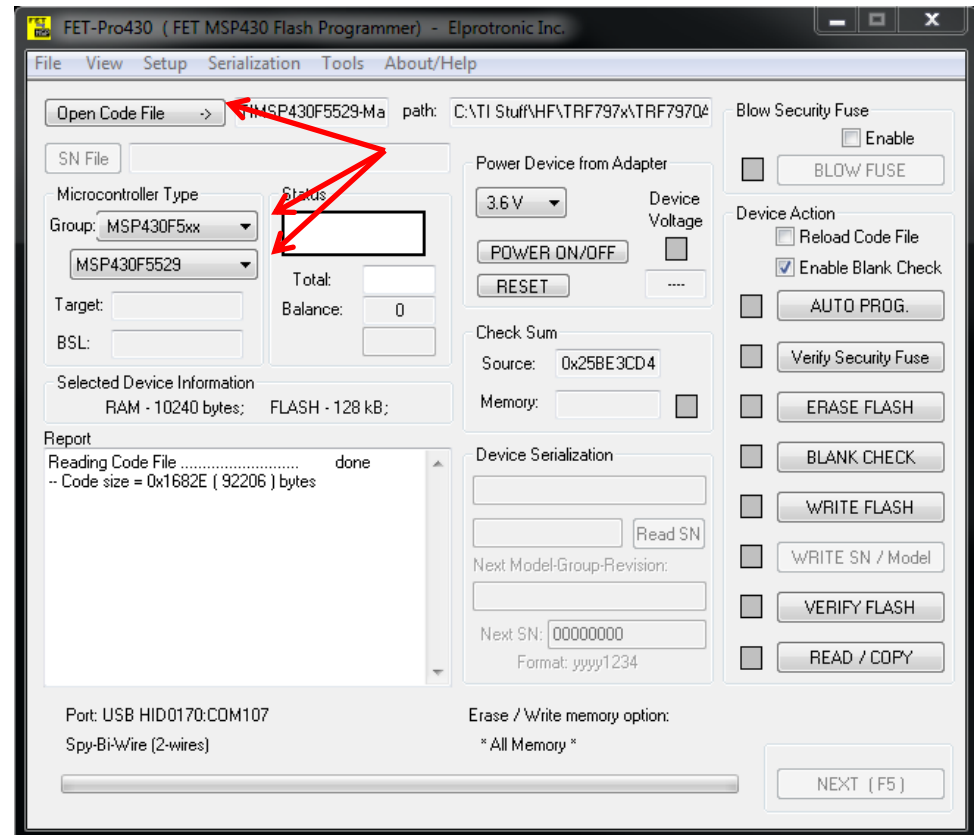 FET-Pro430 ( FET MSP430 Flash Programmer) - Elprotronic Inc.
File View Setup Serialization Tools About/Help
Open Code File -> path: C:\TI Stuff\HF\TRF797x\TRF7970A
SN File
Microcontroller Type
Group: MSP430F5xx
MSP430F5529
Target:
BSL:
Status
Total:
Balance: 0
Selected Device Information
RAM - 10240 bytes; FLASH - 128 kB;
Report
Reading Code File ........................... done
-- Code size = 0x1682E ( 92206 ) bytes
Power Device from Adapter
3.6 V
Device
Voltage
POWER ON/OFF
RESET ----
Check Sum
Source: 0x25BE3CD4
Memory:
Device Serialization
Read SN
Next Model-Group-Revision:
Next SN: 00000000
Format: yyyy1234
Blow Security Fuse
Enable
BLOW FUSE
Device Action
Reload Code File
Enable Blank Check
AUTO PROG.
Verify Security Fuse
ERASE FLASH
BLANK CHECK
WRITE FLASH
WRITE SN / Model
VERIFY FLASH
READ / COPY
Port: USB HID0170:COM107
Spy-Bi-Wire (2-wires)
Erase / Write memory option:
* All Memory *
NEXT (F5)